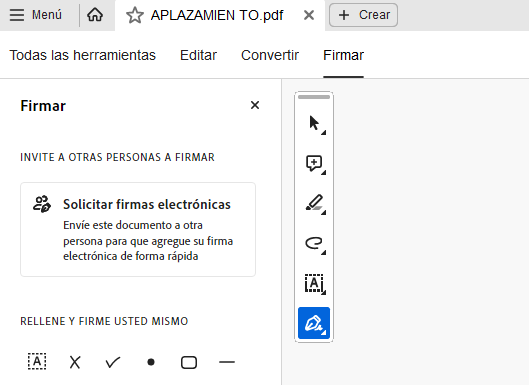 Menú
APLAZAMIEN TO.pdf
Crear
Todas las herramientas
Editar
Convertir
Firmar
Firmar
INVITE A OTRAS PERSONAS A FIRMAR
Solicitar firmas electrónicas
Envíe este documento a otra
persona para que agregue su firma
electrónica de forma rápida
RELLENE Y FIRME USTED MISMO